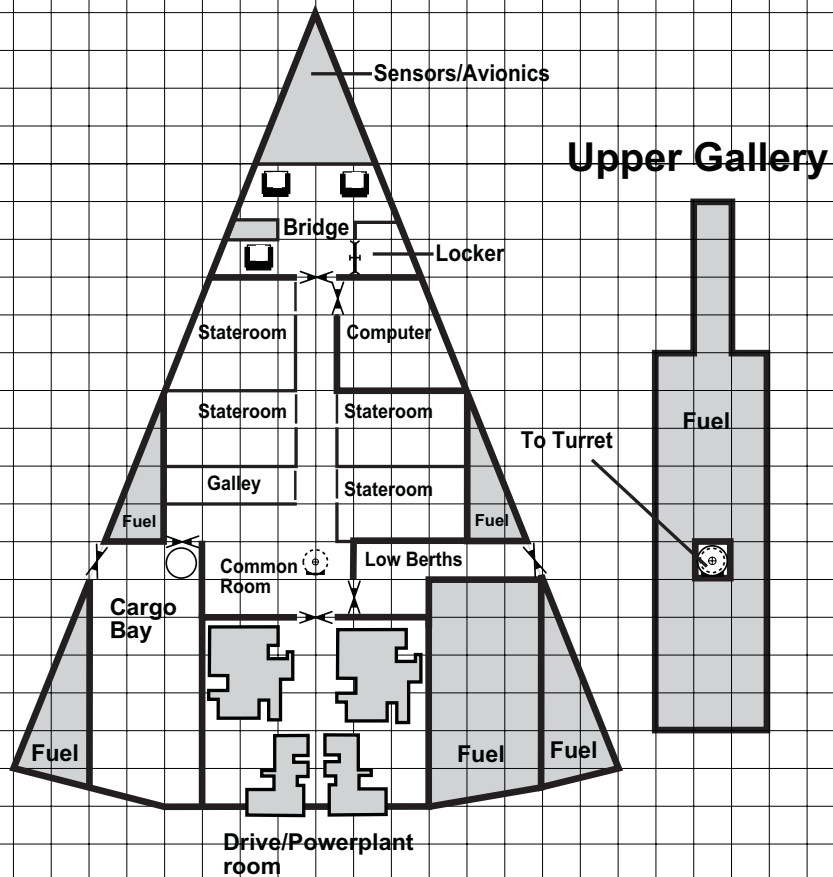 Sensors/Avionics
Upper Gallery
Bridge
Locker
Stateroom
Computer
Stateroom
Stateroom
Fuel
To Turret
Galley
Stateroom
Fuel
Fuel
Common
Room
Low Berths
Cargo
Bay
Fuel
Fuel
Fuel
Drive/Powerplant
room